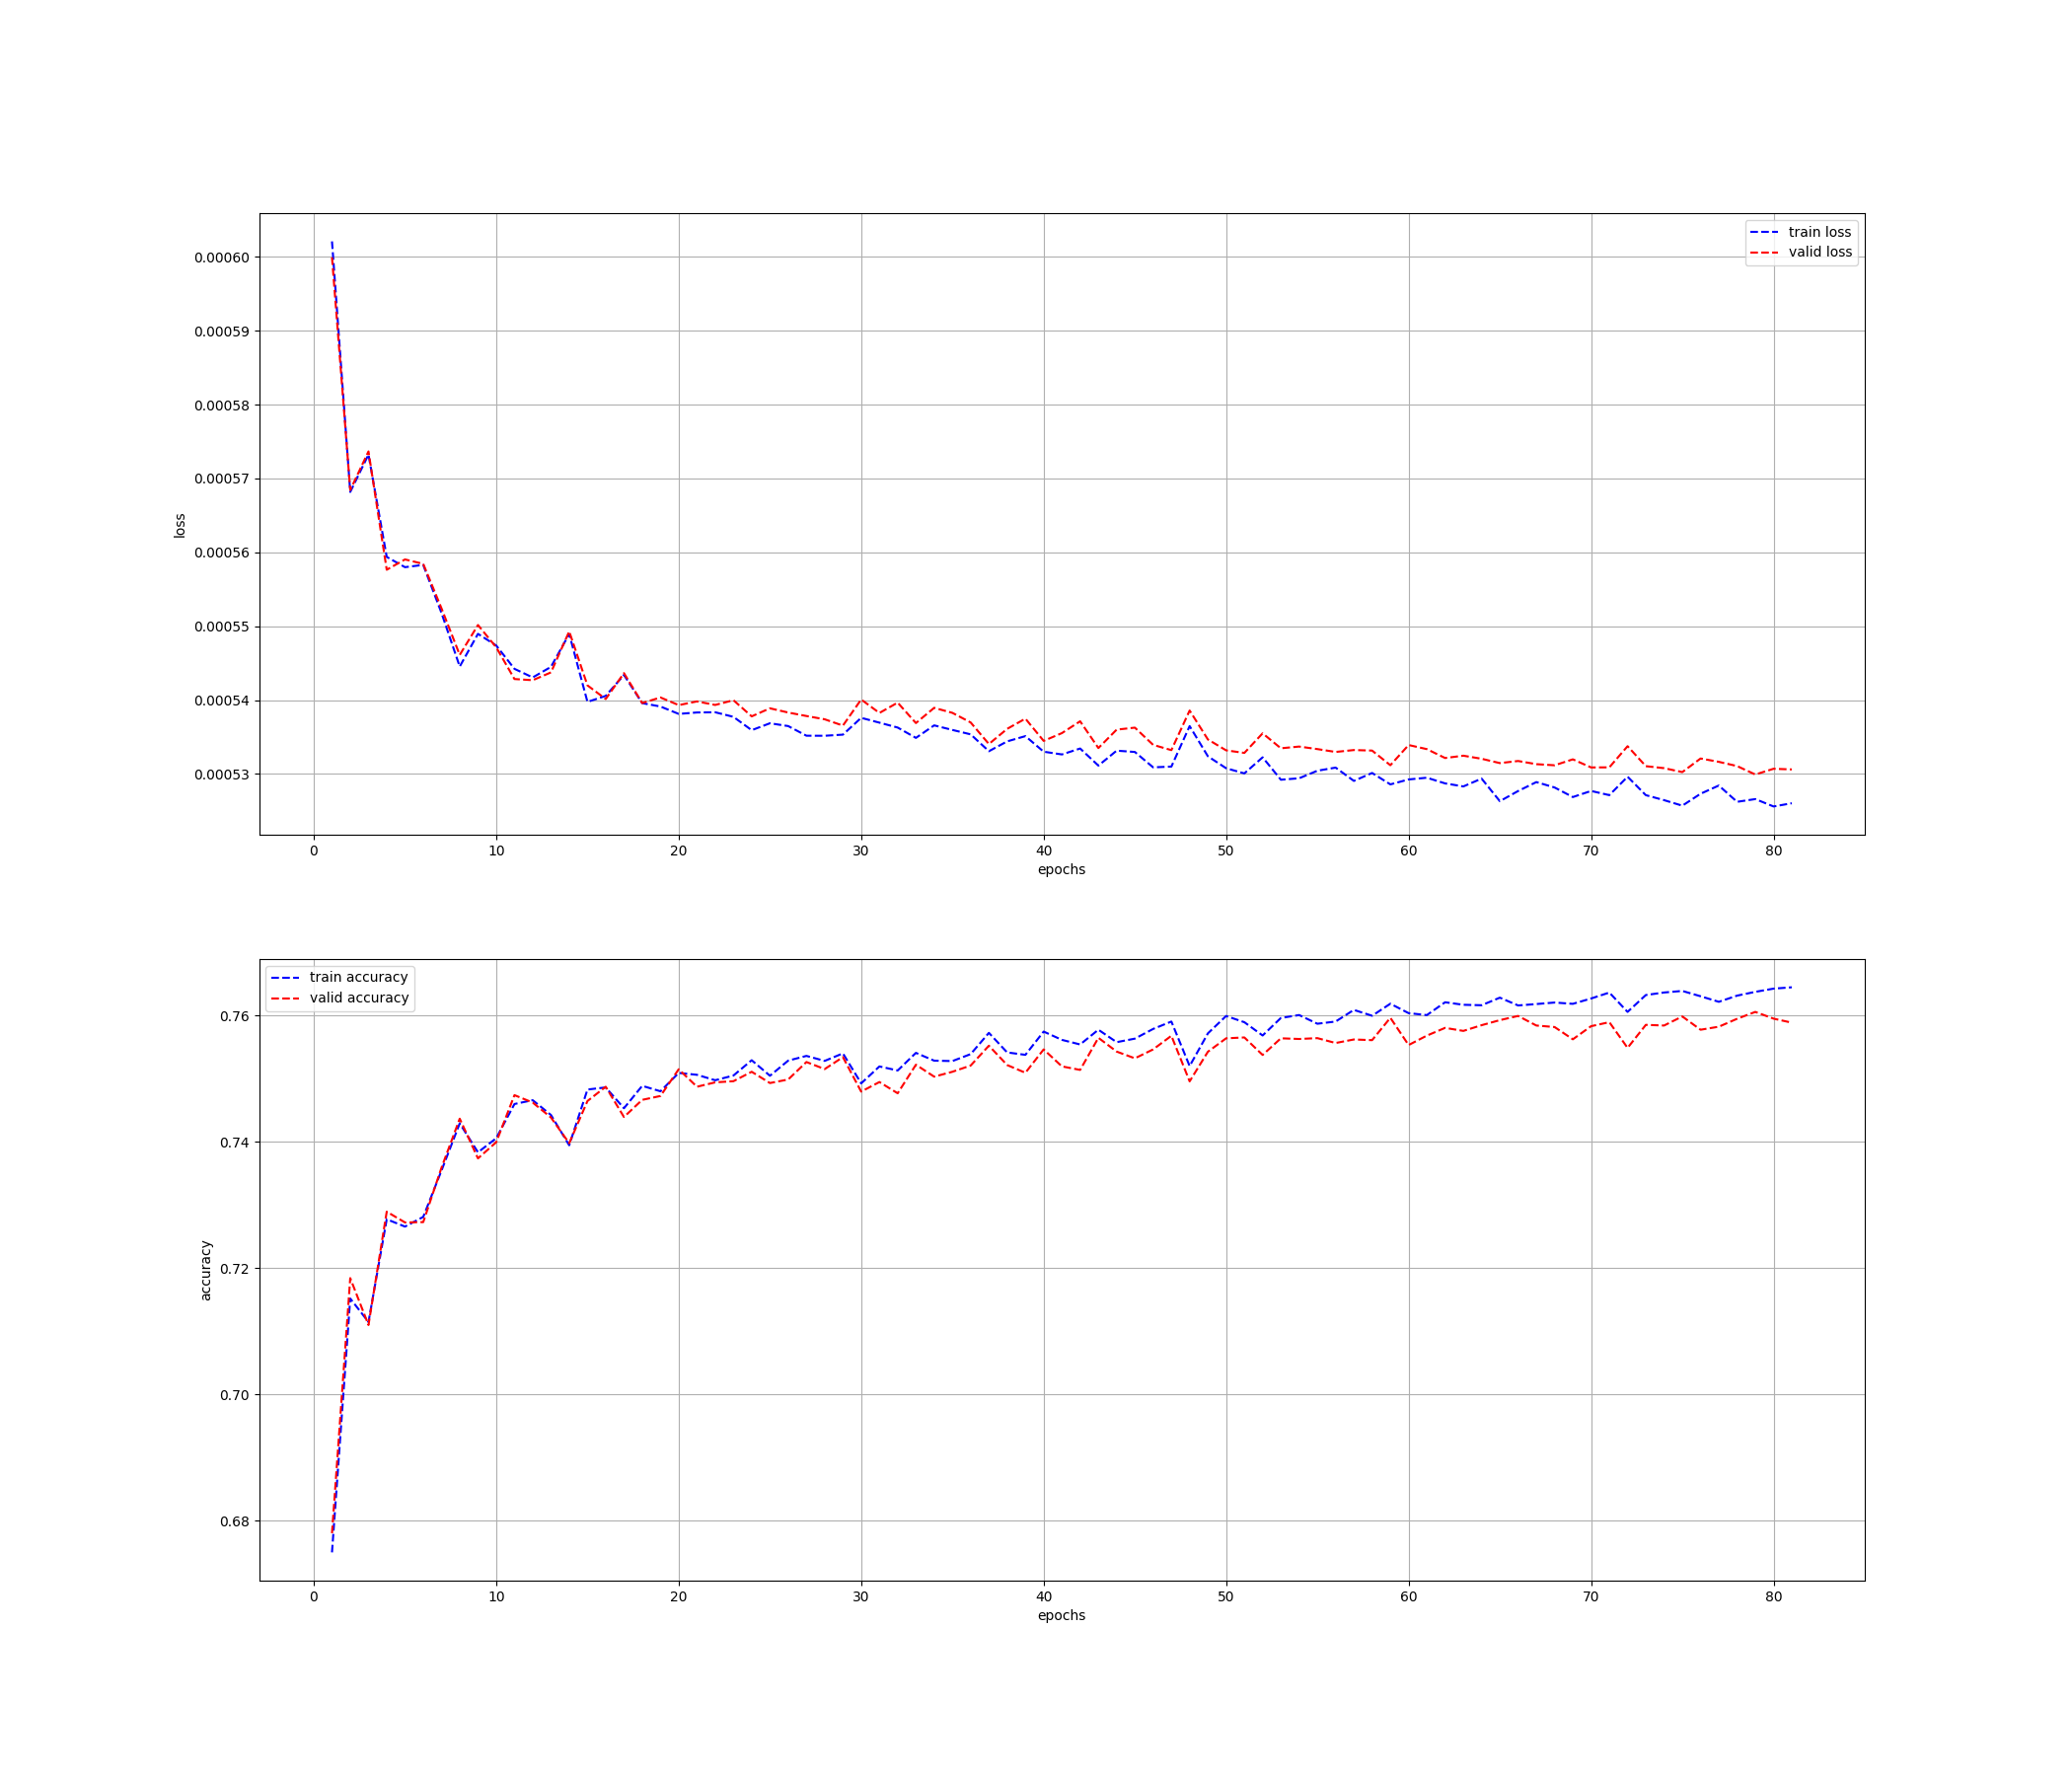 train loss
valid loss
0.00060
0.00059
0.00058
0.00057
0.00056
0.00055
0.00054
0.00053
loss
0 10 20 30 40 50 60 70 80
epochs
train accuracy
valid accuracy
0.76
0.74
0.72
0.70
0.68
accuracy
0 10 20 30 40 50 60 70 80
epochs